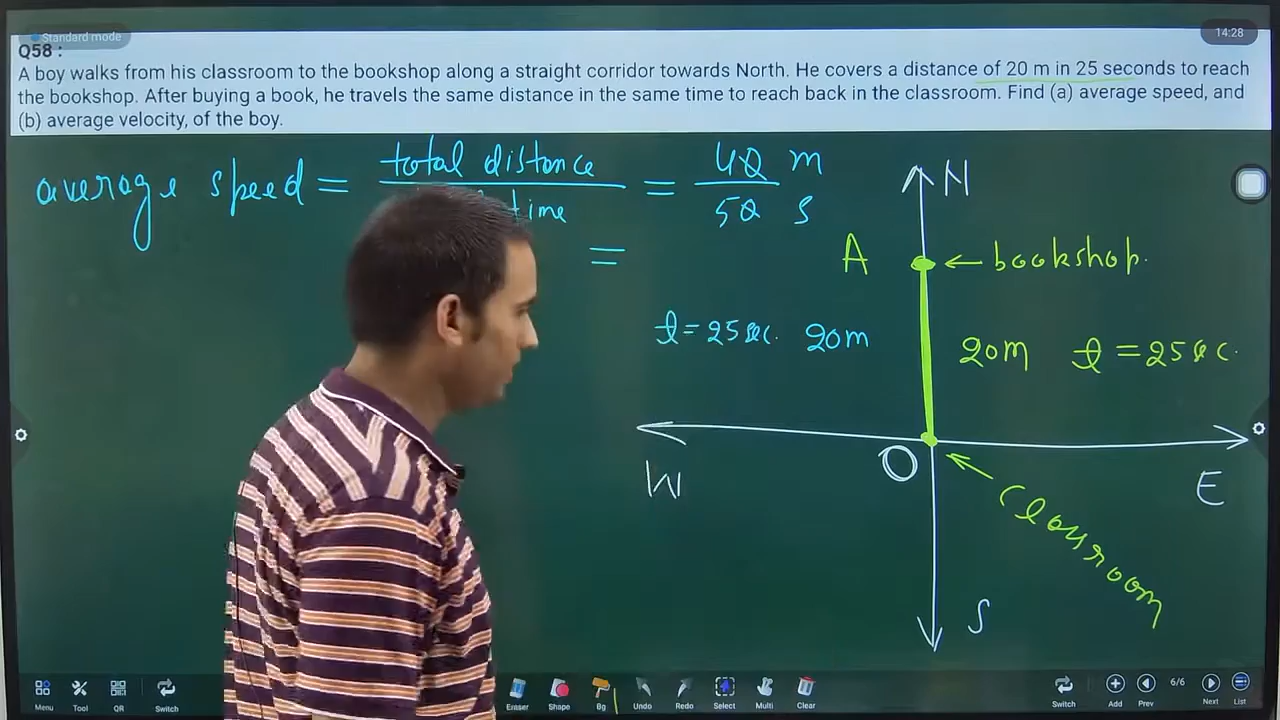 Standard mode
14:28
Q58 :
A boy walks from his classroom to the bookshop along a straight corridor towards North. He covers a distance of 20 m in 25 seconds to reach
the bookshop. After buying a book, he travels the same distance in the same time to reach back in the classroom. Find (a) average speed, and
(b) average velocity, of the boy.
average speed = total distance / time = 40 m / 50 s
=
N
A ← bookshop.
t = 25 sec. 20m
20m t = 25 sec.
W O E
classroom
S
Menu Tool QR Switch Eraser Shape Bg Undo Redo Select Multi Clear Switch Add Prev 6/6 Next List